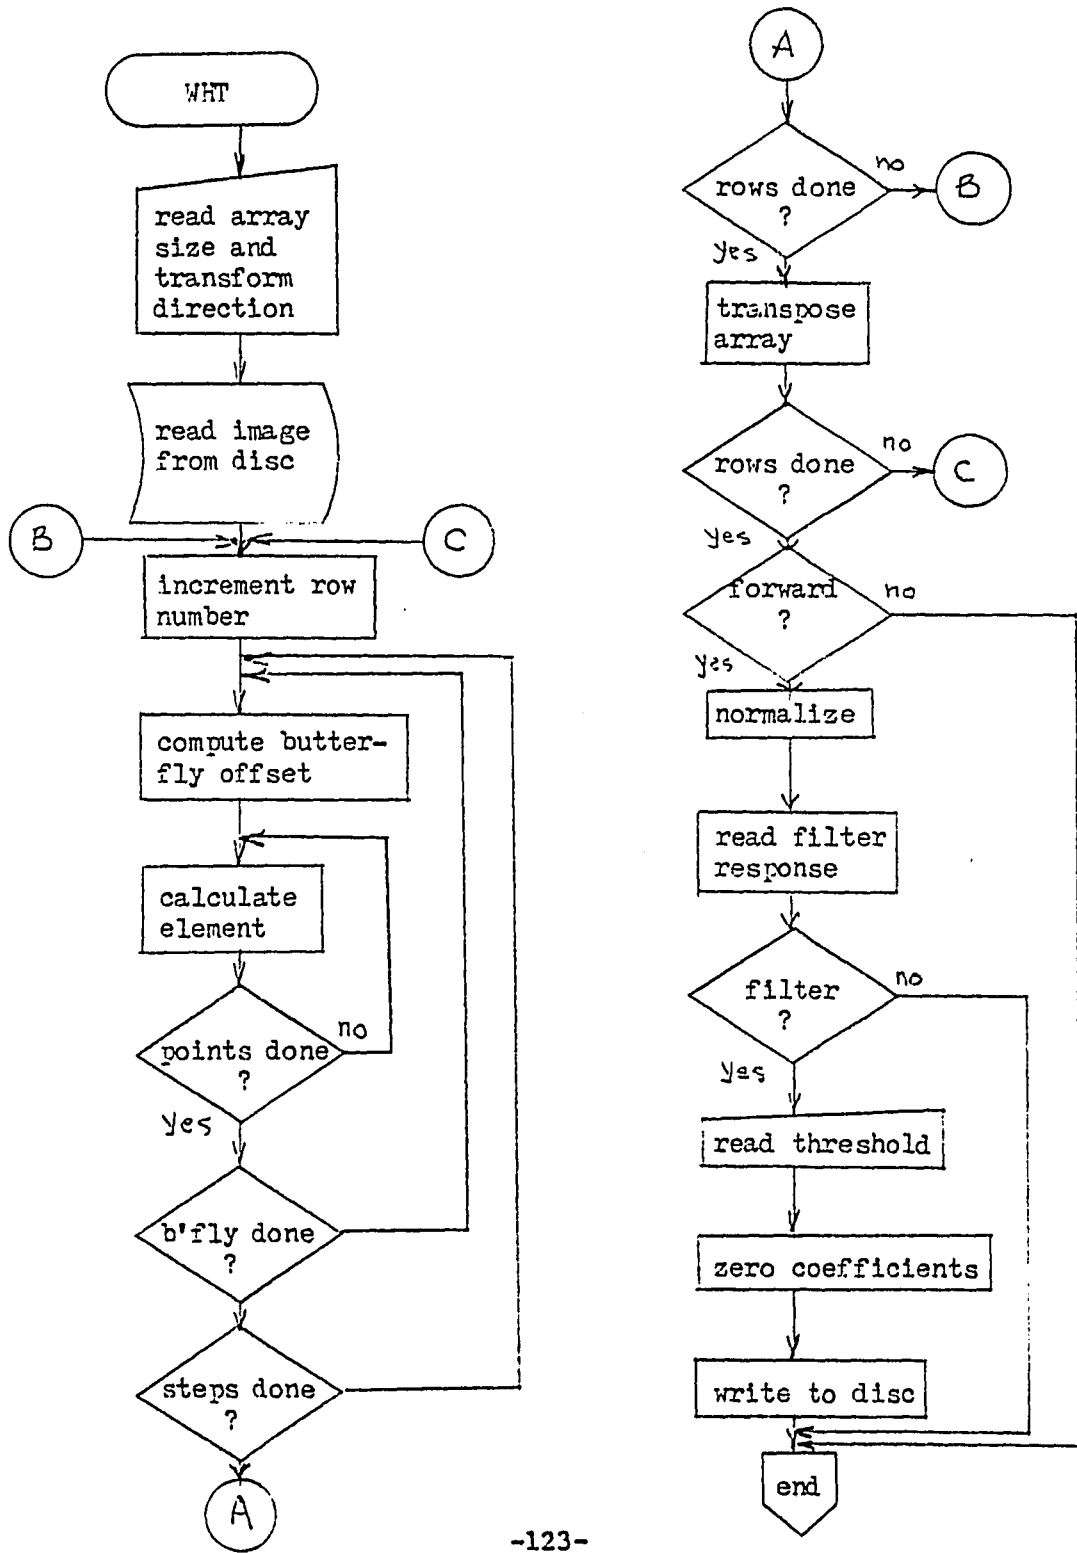 WHT
read array
size and
transform
direction
read image
from disc
B
C
increment row
number
compute butter-
fly offset
calculate
element
points done
?
no
yes
b'fly done
?
steps done
?
A
A
rows done
?
no
B
yes
transpose
array
rows done
?
no
C
yes
forward
?
no
yes
normalize
read filter
response
filter
?
no
yes
read threshold
zero coefficients
write to disc
end
-123-